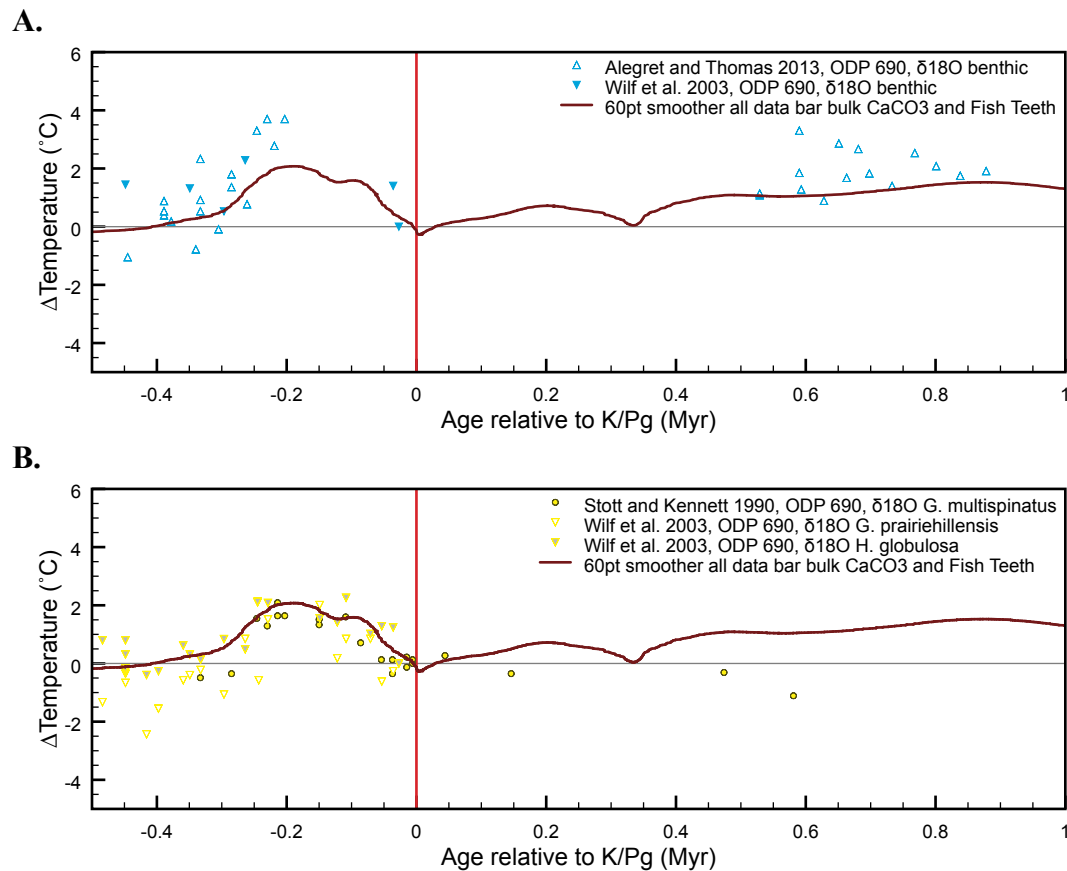 A.
6
4
2
0
-2
-4
ΔTemperature (˚C)
Alegret and Thomas 2013, ODP 690, δ18O benthic
Wilf et al. 2003, ODP 690, δ18O benthic
60pt smoother all data bar bulk CaCO3 and Fish Teeth
-0.4 -0.2 0 0.2 0.4 0.6 0.8 1
Age relative to K/Pg (Myr)
B.
6
4
2
0
-2
-4
ΔTemperature (˚C)
Stott and Kennett 1990, ODP 690, δ18O G. multispinatus
Wilf et al. 2003, ODP 690, δ18O G. prairiehillensis
Wilf et al. 2003, ODP 690, δ18O H. globulosa
60pt smoother all data bar bulk CaCO3 and Fish Teeth
-0.4 -0.2 0 0.2 0.4 0.6 0.8 1
Age relative to K/Pg (Myr)